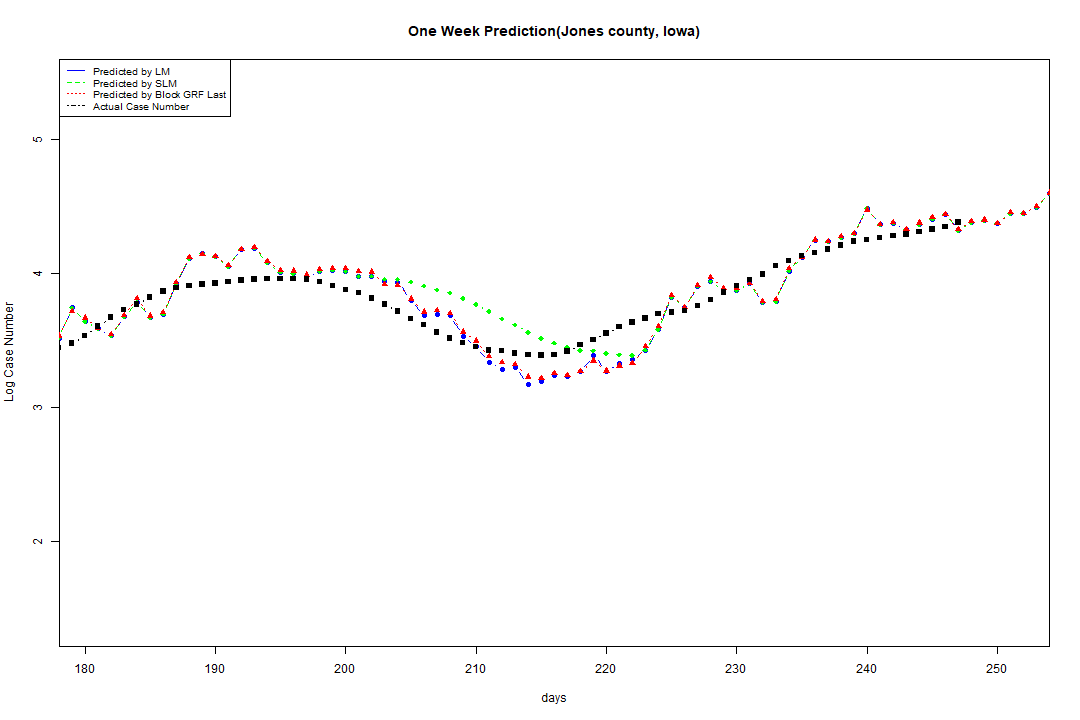 One Week Prediction(Jones county, Iowa)
Predicted by LM
Predicted by SLM
Predicted by Block GRF Last
Actual Case Number
5
4
3
2
Log Case Number
180 190 200 210 220 230 240 250
days